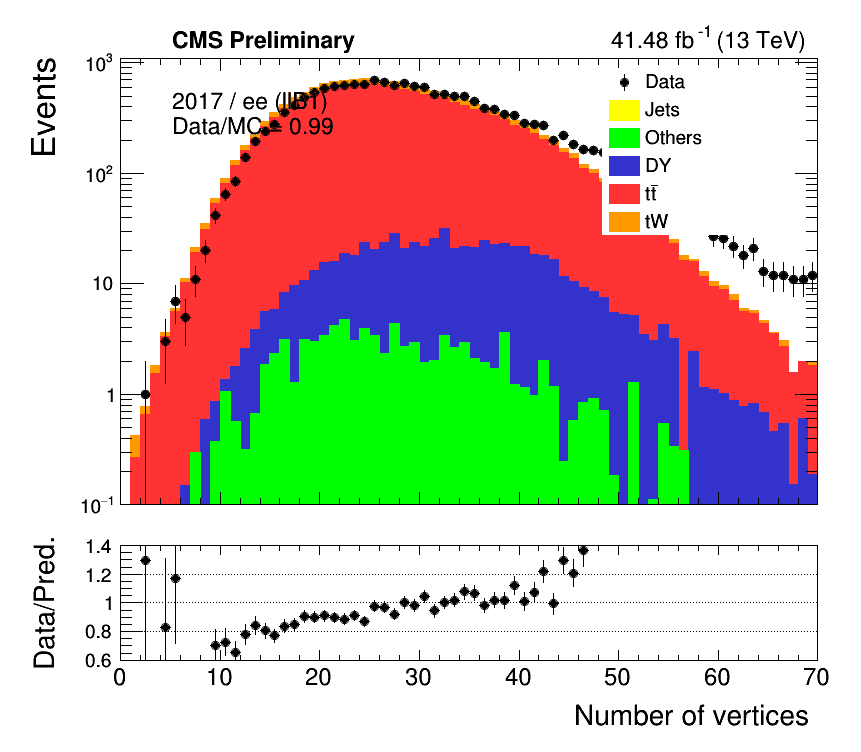 CMS Preliminary
41.48 fb⁻¹ (13 TeV)
Events
10³
10²
10
1
10⁻¹
2017 / ee (llB1)
Data/MC = 0.99
Data
Jets
Others
DY
tt̄
tW
Data/Pred.
1.4
1.2
1
0.8
0.6
0 10 20 30 40 50 60 70
Number of vertices